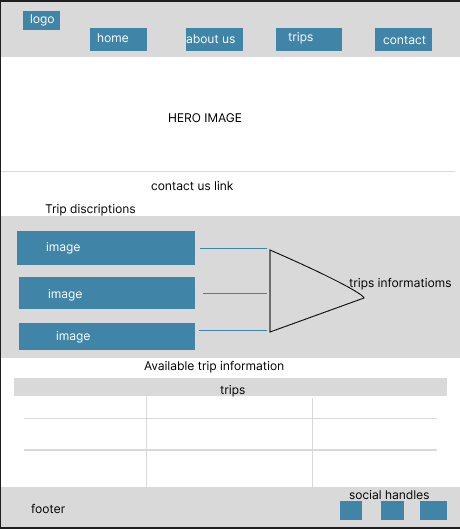 logo
home
about us
trips
contact
HERO IMAGE
contact us link
Trip discriptions
image
image
image
trips informatioms
Available trip information
trips
social handles
footer